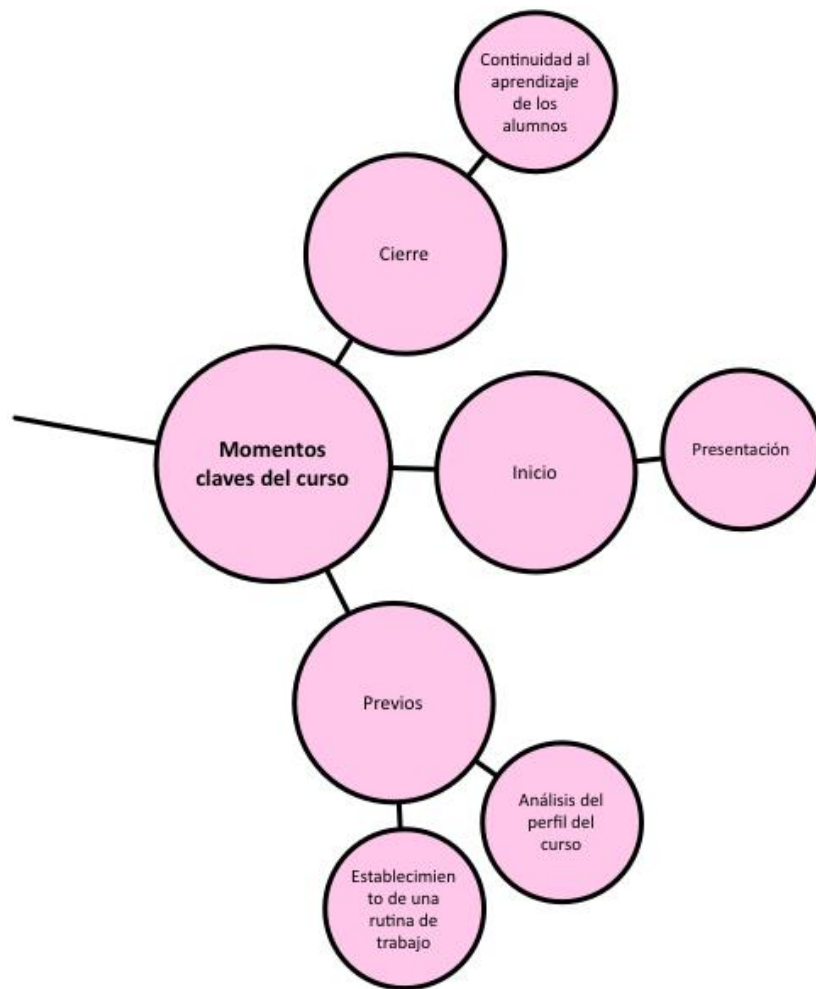 Continuidad al
aprendizaje
de los
alumnos
Cierre
Momentos
claves del curso
Inicio
Presentación
Previos
Análisis del
perfil del
curso
Establecimien
to de una
rutina de
trabajo